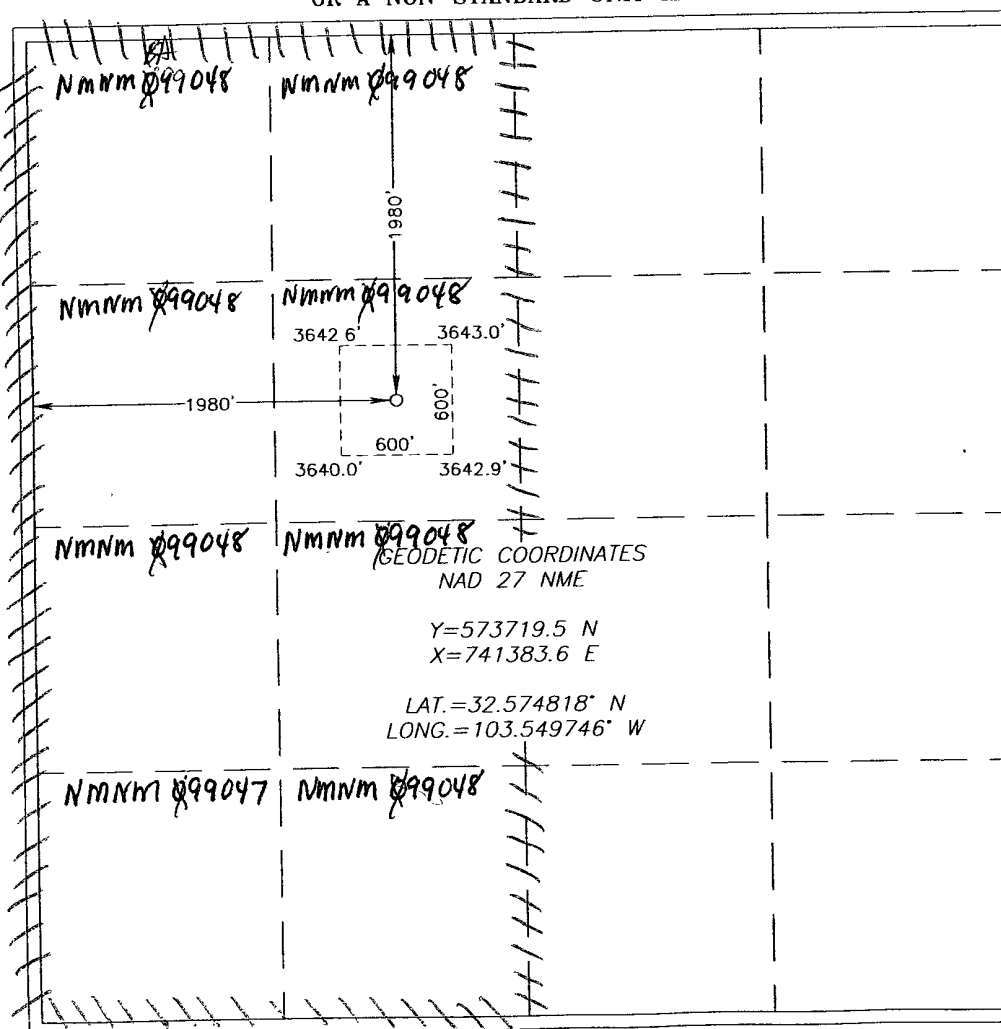 NMNM 099048 NMNM 099048
1980'
NMNM 099048 NMNM 099048
3642 6' 3643.0'
1980'
600'
600'
3640.0' 3642.9'
NMNM 099048 NMNM 099048
GEODETIC COORDINATES
NAD 27 NME
Y=573719.5 N
X=741383.6 E
LAT.=32.574818° N
LONG.=103.549746° W
NMNM 099047 NMNM 099048